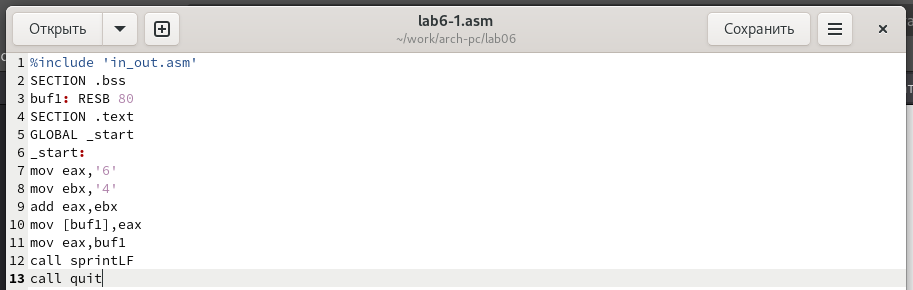 Открыть
lab6-1.asm
~/work/arch-pc/lab06
Сохранить
1 %include 'in_out.asm'
2 SECTION .bss
3 buf1: RESB 80
4 SECTION .text
5 GLOBAL _start
6 _start:
7 mov eax,'6'
8 mov ebx,'4'
9 add eax,ebx
10 mov [buf1],eax
11 mov eax,buf1
12 call sprintLF
13 call quit